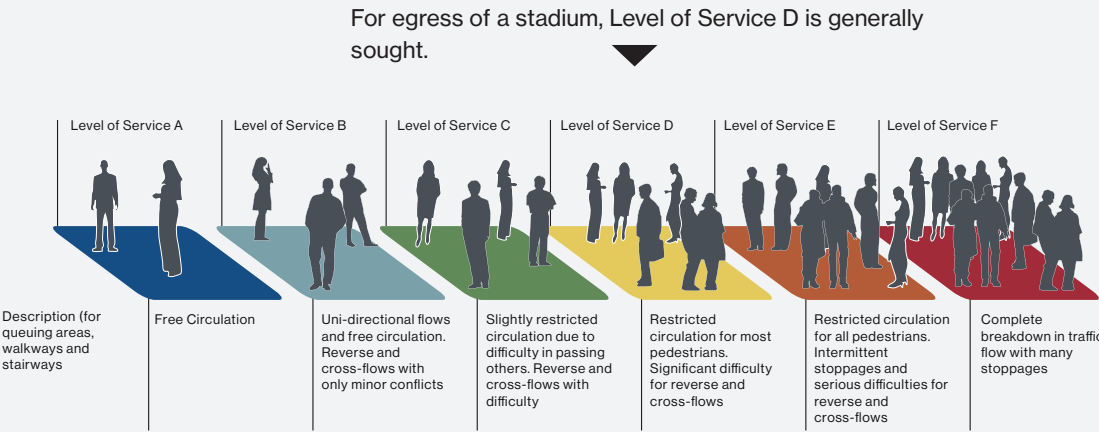 For egress of a stadium, Level of Service D is generally
sought.
Level of Service A
Level of Service B
Level of Service C
Level of Service D
Level of Service E
Level of Service F
Description (for
queuing areas,
walkways and
stairways
Free Circulation
Uni-directional flows
and free circulation.
Reverse and
cross-flows with
only minor conflicts
Slightly restricted
circulation due to
difficulty in passing
others. Reverse and
cross-flows with
difficulty
Restricted
circulation for most
pedestrians.
Significant difficulty
for reverse and
cross-flows
Restricted circulation
for all pedestrians.
Intermittent
stoppages and
serious difficulties for
reverse and
cross-flows
Complete
breakdown in traffic
flow with many
stoppages